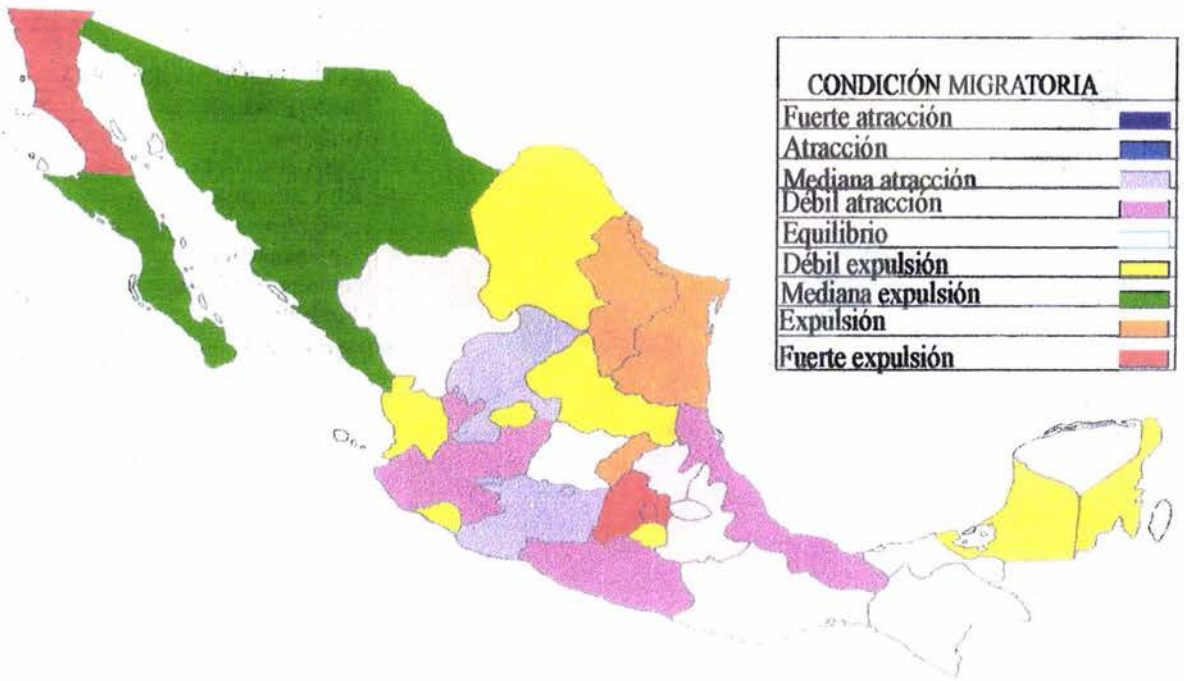 CONDICIÓN MIGRATORIA
Fuerte atracción
Atracción
Mediana atracción
Débil atracción
Equilibrio
Débil expulsión
Mediana expulsión
Expulsión
Fuerte expulsión